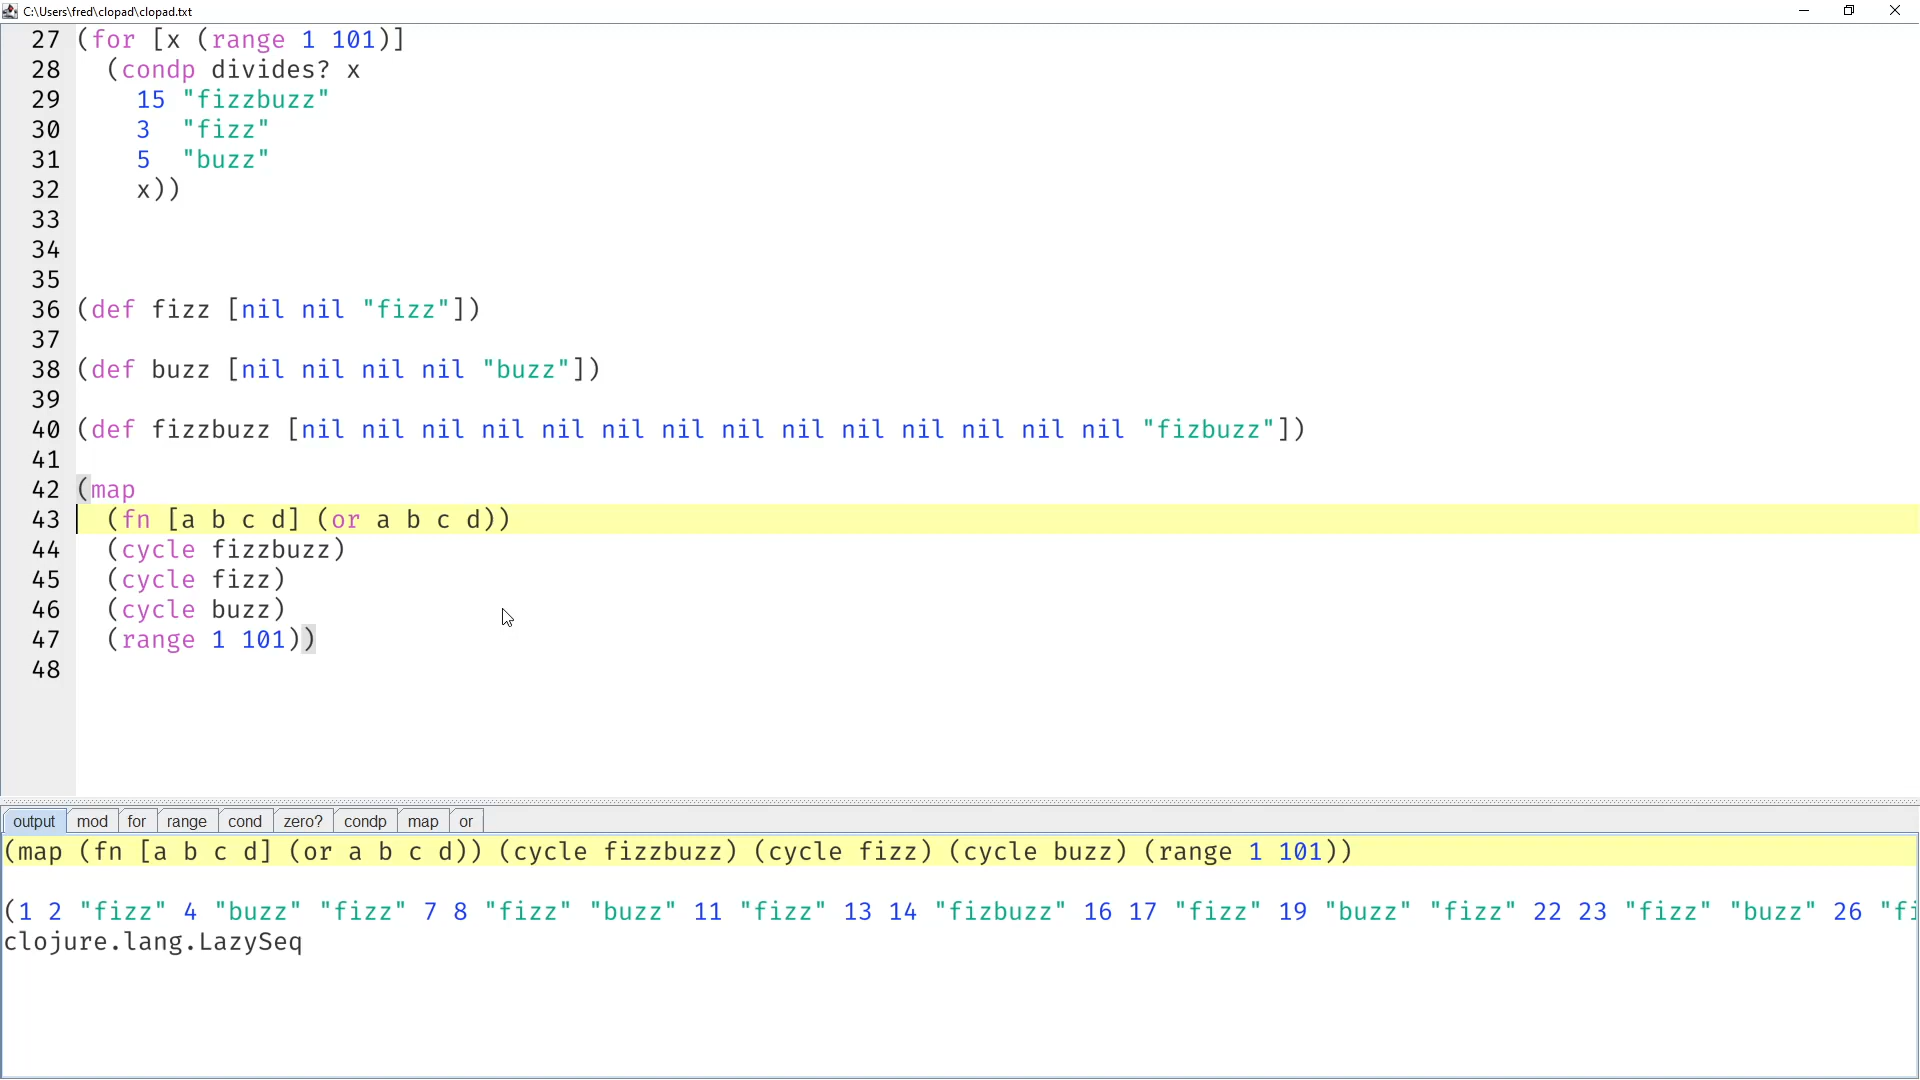 C:\Users\fred\clopad\clopad.txt
27 (for [x (range 1 101)]
28   (condp divides? x
29     15 "fizzbuzz"
30     3  "fizz"
31     5  "buzz"
32     x))
33
34
35
36 (def fizz [nil nil "fizz"])
37
38 (def buzz [nil nil nil nil "buzz"])
39
40 (def fizzbuzz [nil nil nil nil nil nil nil nil nil nil nil nil nil nil "fizbuzz"])
41
42 (map
43   (fn [a b c d] (or a b c d))
44   (cycle fizzbuzz)
45   (cycle fizz)
46   (cycle buzz)
47   (range 1 101))
48
output mod for range cond zero? condp map or
(map (fn [a b c d] (or a b c d)) (cycle fizzbuzz) (cycle fizz) (cycle buzz) (range 1 101))
(1 2 "fizz" 4 "buzz" "fizz" 7 8 "fizz" "buzz" 11 "fizz" 13 14 "fizbuzz" 16 17 "fizz" 19 "buzz" "fizz" 22 23 "fizz" "buzz" 26 "fi
clojure.lang.LazySeq